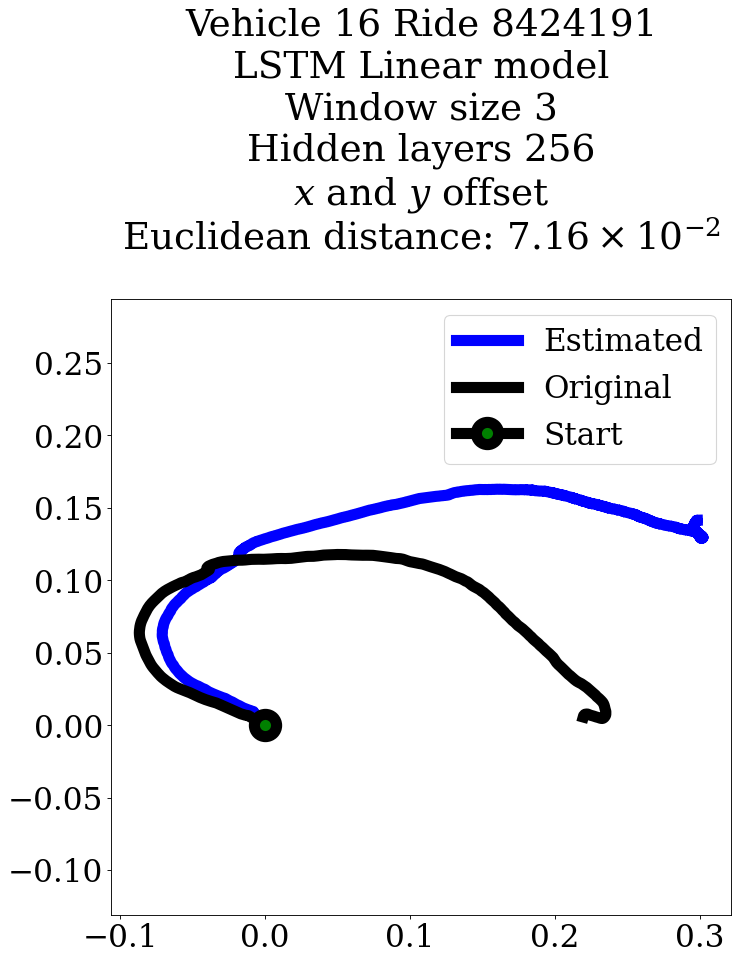 Vehicle 16 Ride 8424191
LSTM Linear model
Window size 3
Hidden layers 256
x and y offset
Euclidean distance: 7.16 × 10⁻²
Estimated
Original
Start
0.25
0.20
0.15
0.10
0.05
0.00
−0.05
−0.10
−0.1 0.0 0.1 0.2 0.3